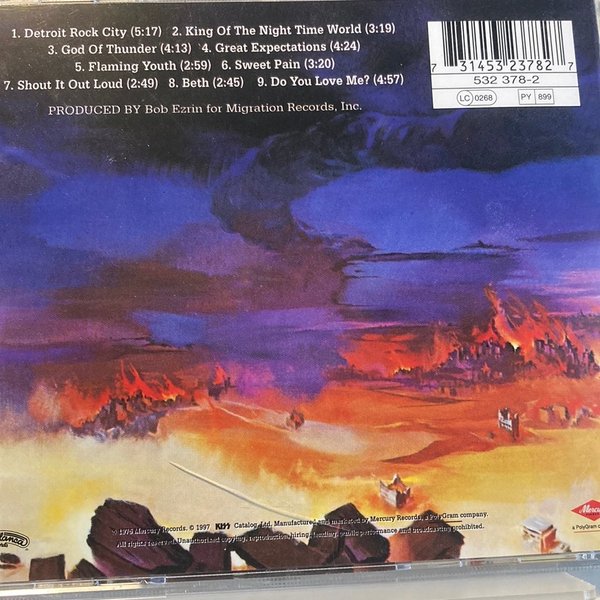 1. Detroit Rock City (5:17) 2. King Of The Night Time World (3:19)
3. God Of Thunder (4:13) 4. Great Expectations (4:24)
5. Flaming Youth (2:59) 6. Sweet Pain (3:20)
7. Shout It Out Loud (2:49) 8. Beth (2:45) 9. Do You Love Me? (4:57)
PRODUCED BY Bob Ezrin for Migration Records, Inc.
7 31453 23782 7
532 378-2
LC 0268
PY 899
℗ 1976 Mercury Records. © 1997 KISS Catalog, Ltd. Manufactured and marketed by Mercury Records, a PolyGram company.
All rights reserved. Unauthorized copying, reproduction, hiring, lending, public performance and broadcasting prohibited.
a PolyGram